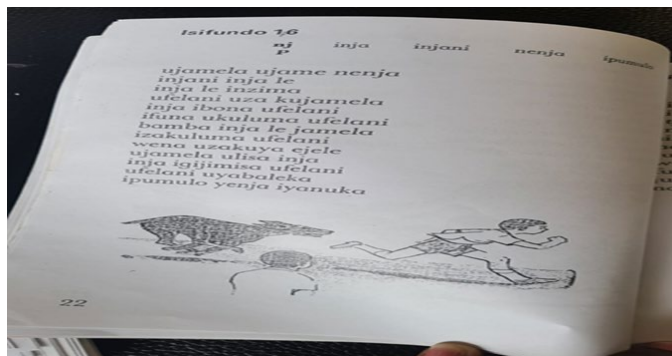 Isifundo 16
nj inja injani nenja ipumulo
p
ujamela ujame nenja
injani inja le
inja le inzima
ufelani uza kujamela
inja ibona ufelani
ifuna ukuluma ufelani
bamba inja le jamela
izakuluma ufelani
wena uzakuya ejele
ujamela ulisa inja
inja igijimisa ufelani
ufelani uyabaleka
ipumulo yenja iyanuka
22